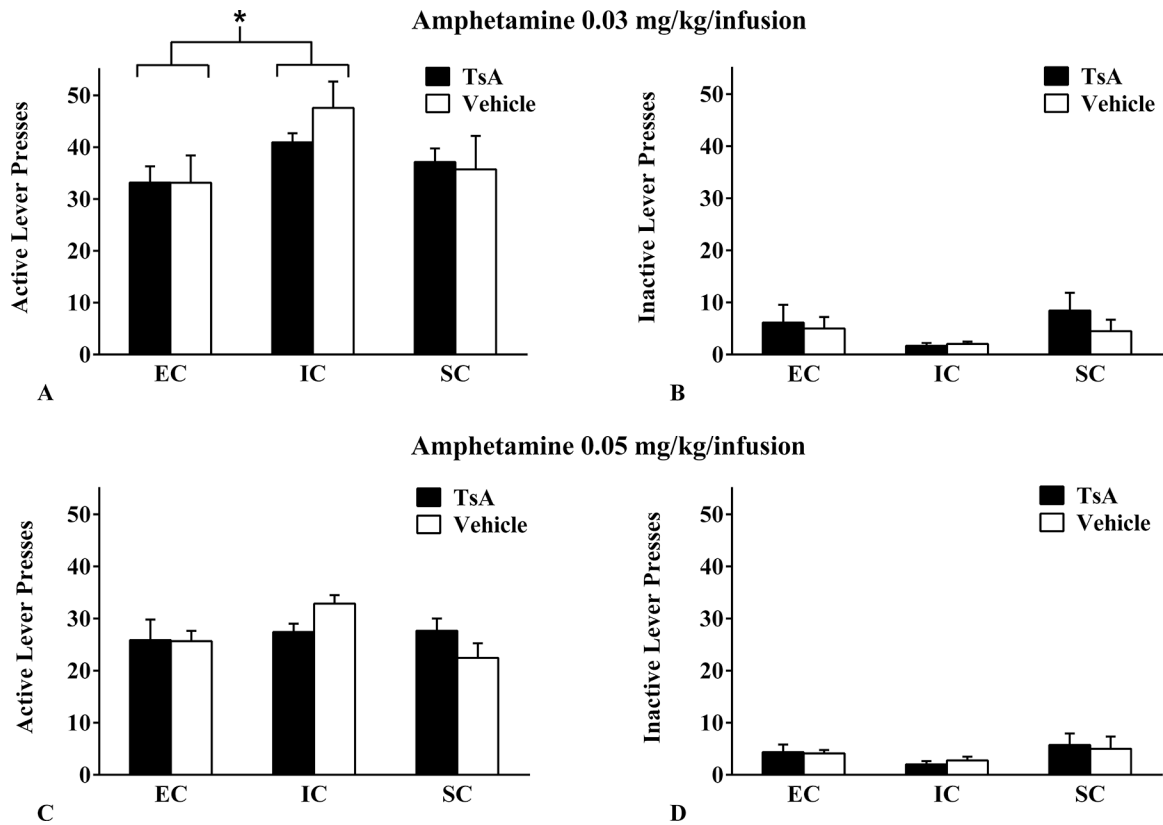 Amphetamine 0.03 mg/kg/infusion
*
TsA
Vehicle
Active Lever Presses
50
40
30
20
10
0
EC IC SC
A
TsA
Vehicle
Inactive Lever Presses
50
40
30
20
10
0
EC IC SC
B
Amphetamine 0.05 mg/kg/infusion
TsA
Vehicle
Active Lever Presses
50
40
30
20
10
0
EC IC SC
C
TsA
Vehicle
Inactive Lever Presses
50
40
30
20
10
0
EC IC SC
D